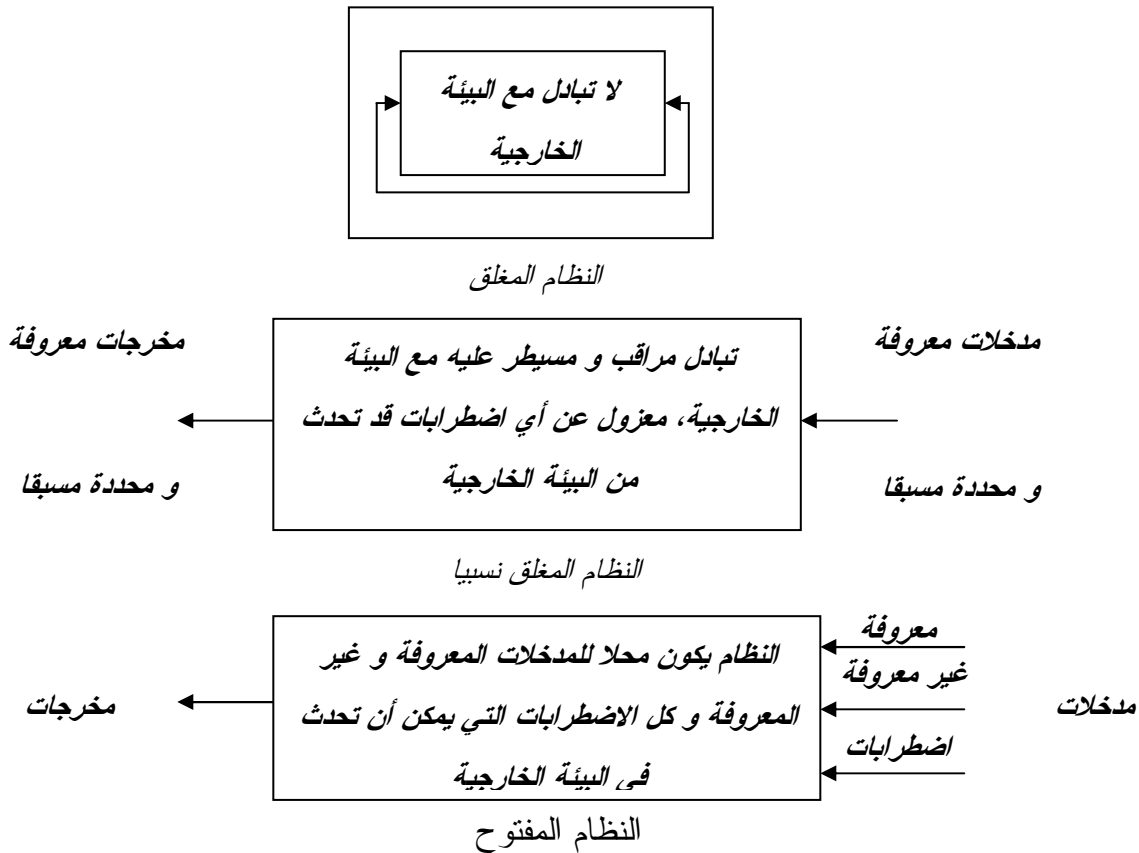 لا تبادل مع البيئة
الخارجية
النظام المغلق
مدخلات معروفة
و محددة مسبقا
تبادل مراقب و مسيطر عليه مع البيئة
الخارجية، معزول عن أي اضطرابات قد تحدث
من البيئة الخارجية
مخرجات معروفة
و محددة مسبقا
النظام المغلق نسبيا
مدخلات
معروفة
غير معروفة
اضطرابات
النظام يكون محلا للمدخلات المعروفة و غير
المعروفة و كل الاضطرابات التي يمكن أن تحدث
في البيئة الخارجية
مخرجات
النظام المفتوح